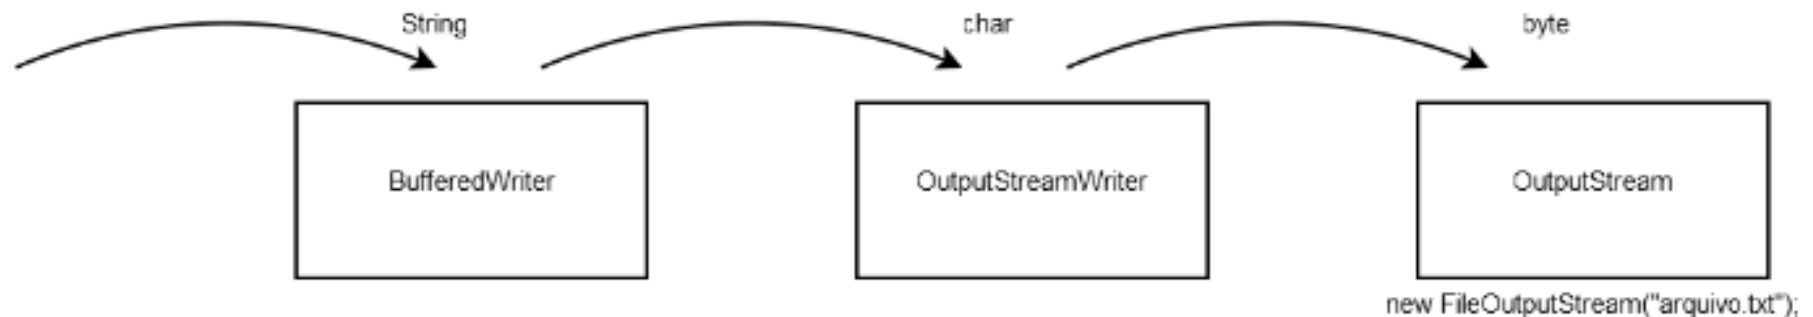 String
char
byte
BufferedWriter
OutputStreamWriter
OutputStream
new FileOutputStream("arquivo.txt");